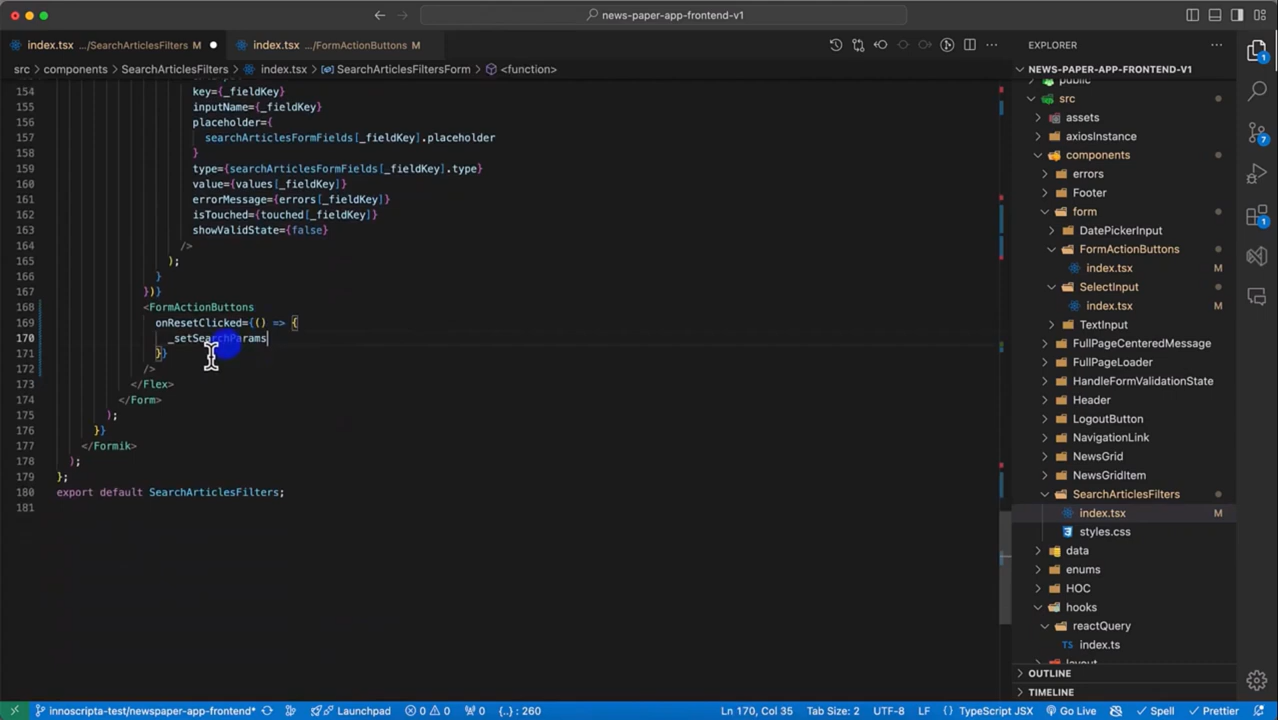 news-paper-app-frontend-v1
index.tsx .../SearchArticlesFilters M
index.tsx .../FormActionButtons M
src > components > SearchArticlesFilters > index.tsx > SearchArticlesFiltersForm > <function>
154 key={_fieldKey}
155 inputName={_fieldKey}
156 placeholder={
157 searchArticlesFormFields[_fieldKey].placeholder
158 }
159 type={searchArticlesFormFields[_fieldKey].type}
160 value={values[_fieldKey]}
161 errorMessage={errors[_fieldKey]}
162 isTouched={touched[_fieldKey]}
163 showValidState={false}
164 />
165 );
166 }
167 })}
168 <FormActionButtons
169 onResetClicked={() => {
170 _setSearchParams
171 }}
172 />
173 </Flex>
174 </Form>
175 );
176 }}
177 </Formik>
178 );
179 };
180 export default SearchArticlesFilters;
181
EXPLORER
NEWS-PAPER-APP-FRONTEND-V1
public
src
assets
axiosInstance
components
errors
Footer
form
DatePickerInput
FormActionButtons
index.tsx M
SelectInput
index.tsx M
TextInput
FullPageCenteredMessage
FullPageLoader
HandleFormValidationState
Header
LogoutButton
NavigationLink
NewsGrid
NewsGridItem
SearchArticlesFilters
index.tsx M
styles.css
data
enums
HOC
hooks
reactQuery
index.ts
OUTLINE
TIMELINE
1
7
1
innoscripta-test/newspaper-app-frontend* Launchpad 0 0 0 {..} : 260 Ln 170, Col 35 Tab Size: 2 UTF-8 LF {} TypeScript JSX Go Live Spell Prettier